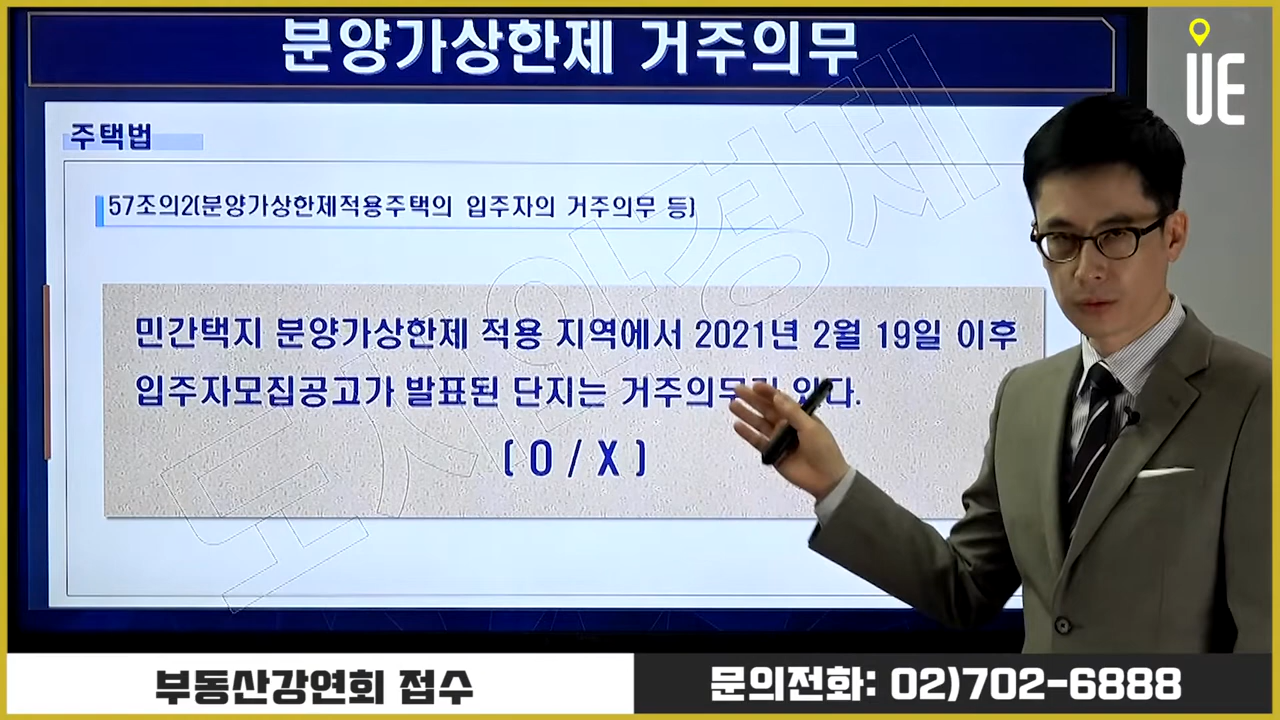 분양가상한제 거주의무
UE
주택법
57조의2(분양가상한제적용주택의 입주자의 거주의무 등)
민간택지 분양가상한제 적용 지역에서 2021년 2월 19일 이후
입주자모집공고가 발표된 단지는 거주의무가 있다.
( O / X )
도시와경제
부동산강연회 접수
문의전화: 02)702-6888